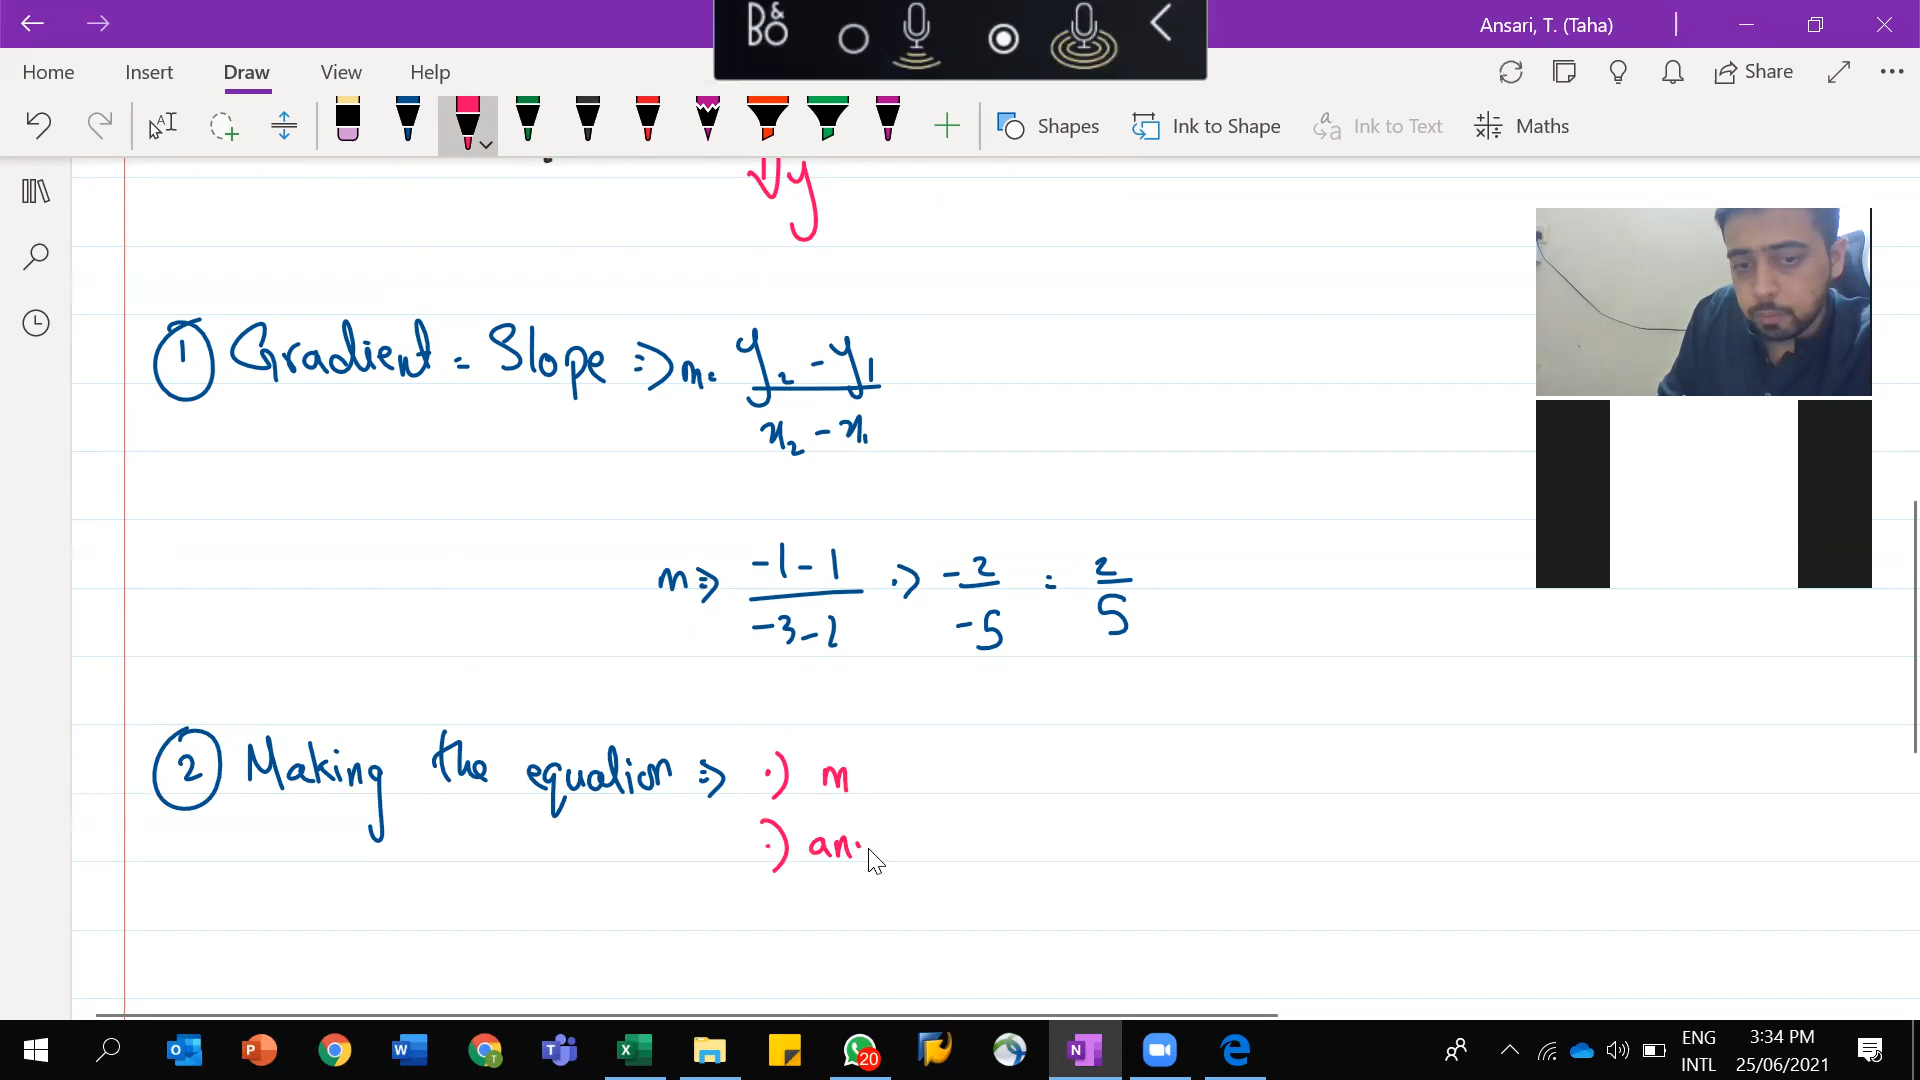 B&O
Ansari, T. (Taha)
Home Insert Draw View Help
Share
Shapes Ink to Shape Ink to Text Maths
y
1 Gradient = Slope => m = y2 - y1
x2 - x1
m => -1 - 1 => -2 = 2
-3 - 2 -5 5
2 Making the equation => •) m
•) an
20
ENG 3:34 PM
INTL 25/06/2021